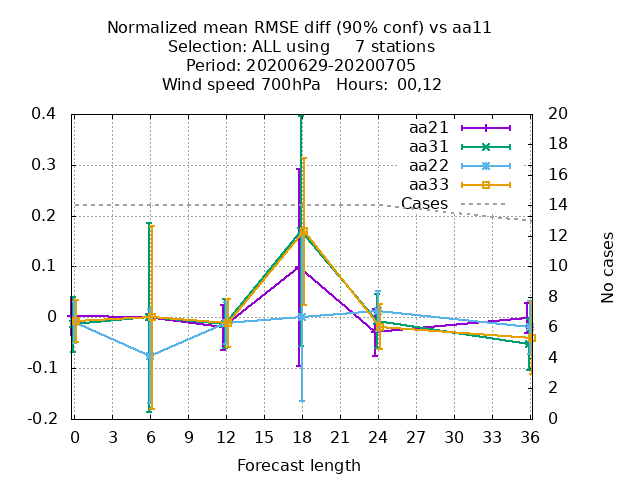 Normalized mean RMSE diff (90% conf) vs aa11
Selection: ALL using     7 stations
Period: 20200629-20200705
Wind speed 700hPa   Hours: 00,12
0.4
0.3
0.2
0.1
0
-0.1
-0.2
20
18
16
14
12
10
8
6
4
2
0
aa21
aa31
aa22
aa33
Cases
No cases
0 3 6 9 12 15 18 21 24 27 30 33 36
Forecast length